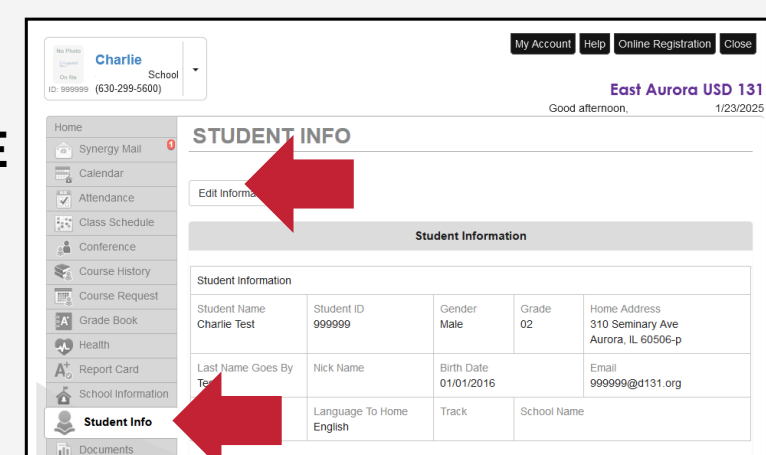 My Account Help Online Registration Close
No Photo
On file
Charlie
School
ID: 999999 (630-299-5600)
East Aurora USD 131
Good afternoon, 1/23/2025
E
Home
Synergy Mail
Calendar
Attendance
Class Schedule
Conference
Course History
Course Request
Grade Book
Health
Report Card
School Information
Student Info
Documents
STUDENT INFO
Edit
Student Information
Student Information
Student Name Student ID Gender Grade Home Address
Charlie Test 999999 Male 02 310 Seminary Ave
Aurora, IL 60506-p
Last Name Goes By Nick Name Birth Date Email
01/01/2016 999999@d131.org
Language To Home Track School Name
English